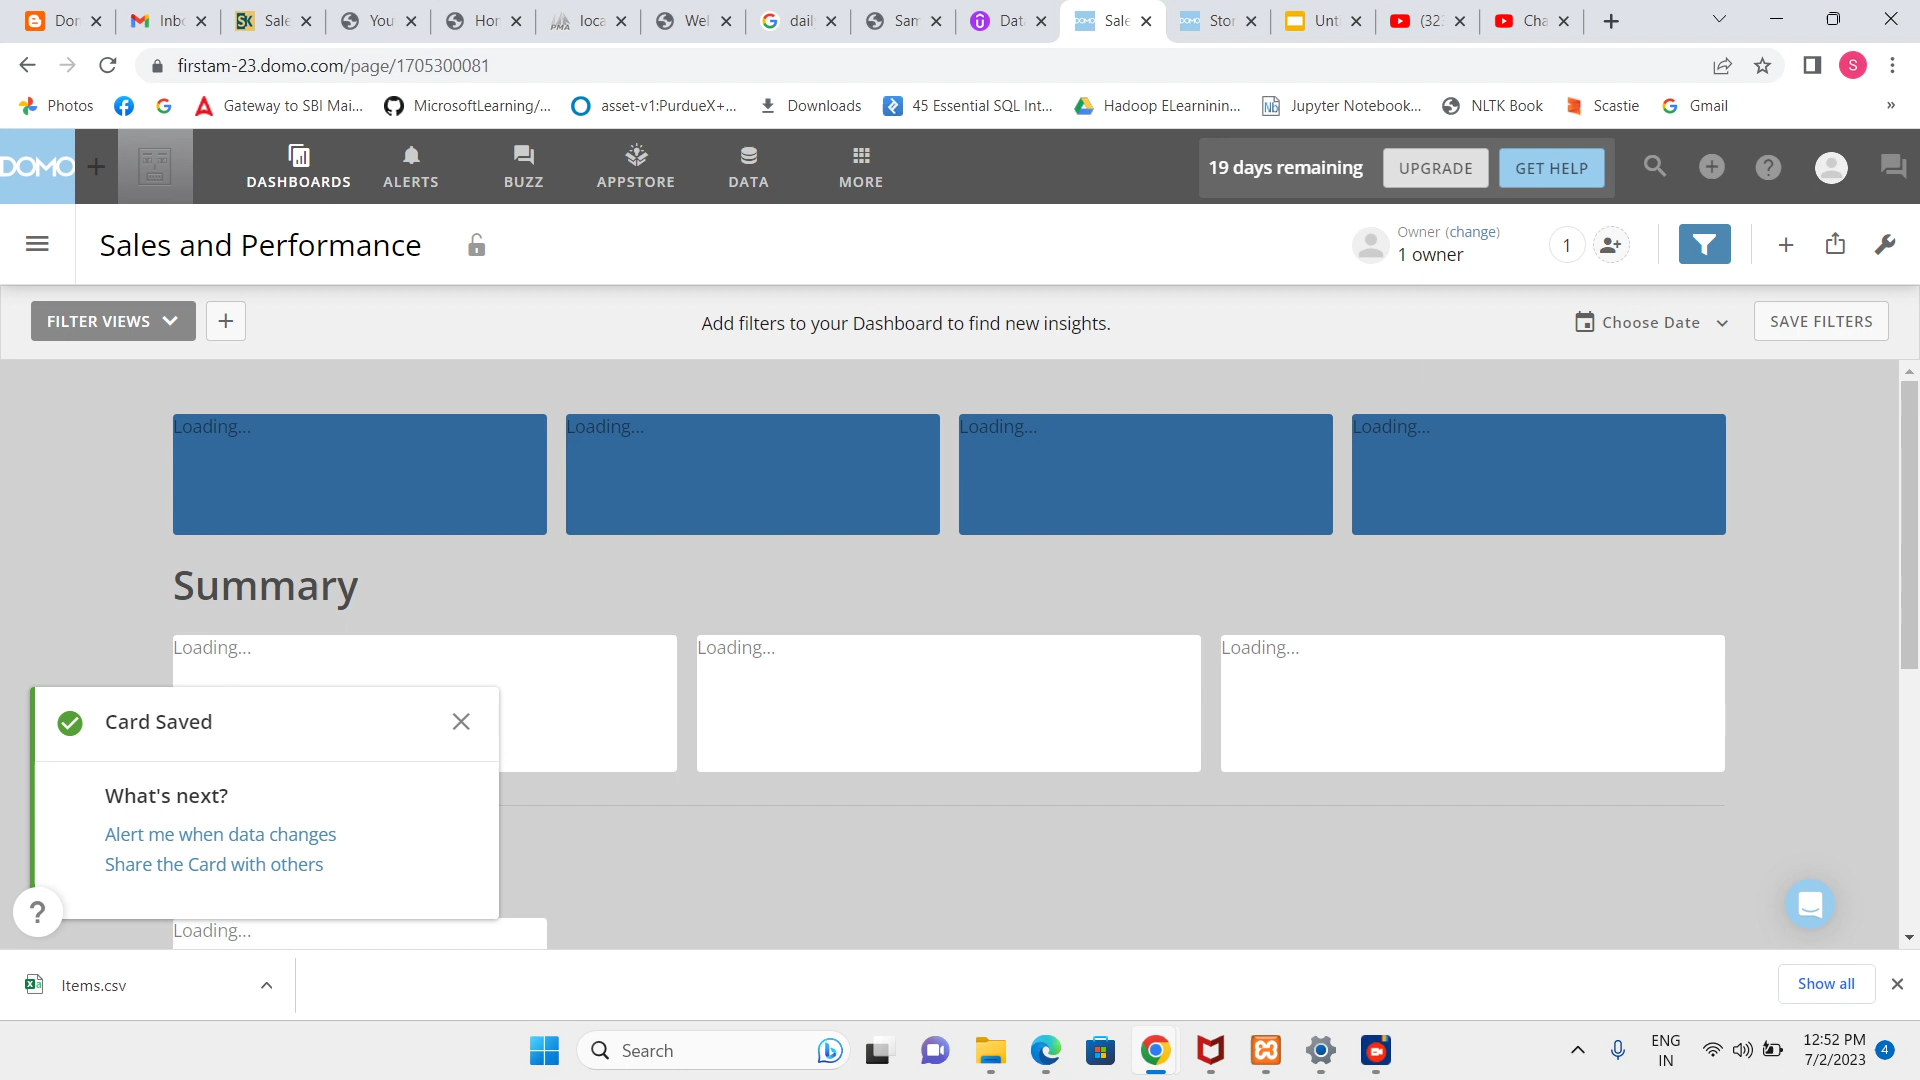 Dor
Inbc
SK Sale
You
Hor
loca
Wel
dail
Sam
Dat
Sale
Stor
Unt
(32
Cha
firstam-23.domo.com/page/1705300081
S
Photos
Gateway to SBI Mai...
MicrosoftLearning/...
asset-v1:PurdueX+...
Downloads
45 Essential SQL Int...
Hadoop ELearninin...
Jupyter Notebook...
NLTK Book
Scastie
Gmail
»
DOMO
DASHBOARDS
ALERTS
BUZZ
APPSTORE
DATA
MORE
19 days remaining
UPGRADE
GET HELP
Sales and Performance
Owner (change)
1 owner
1
FILTER VIEWS
Add filters to your Dashboard to find new insights.
Choose Date
SAVE FILTERS
Loading... Loading... Loading... Loading...
Summary
Loading... Loading... Loading...
Card Saved
What's next?
Alert me when data changes
Share the Card with others
?
Loading...
Items.csv
Show all
Search
ENG
IN
12:52 PM
7/2/2023
4